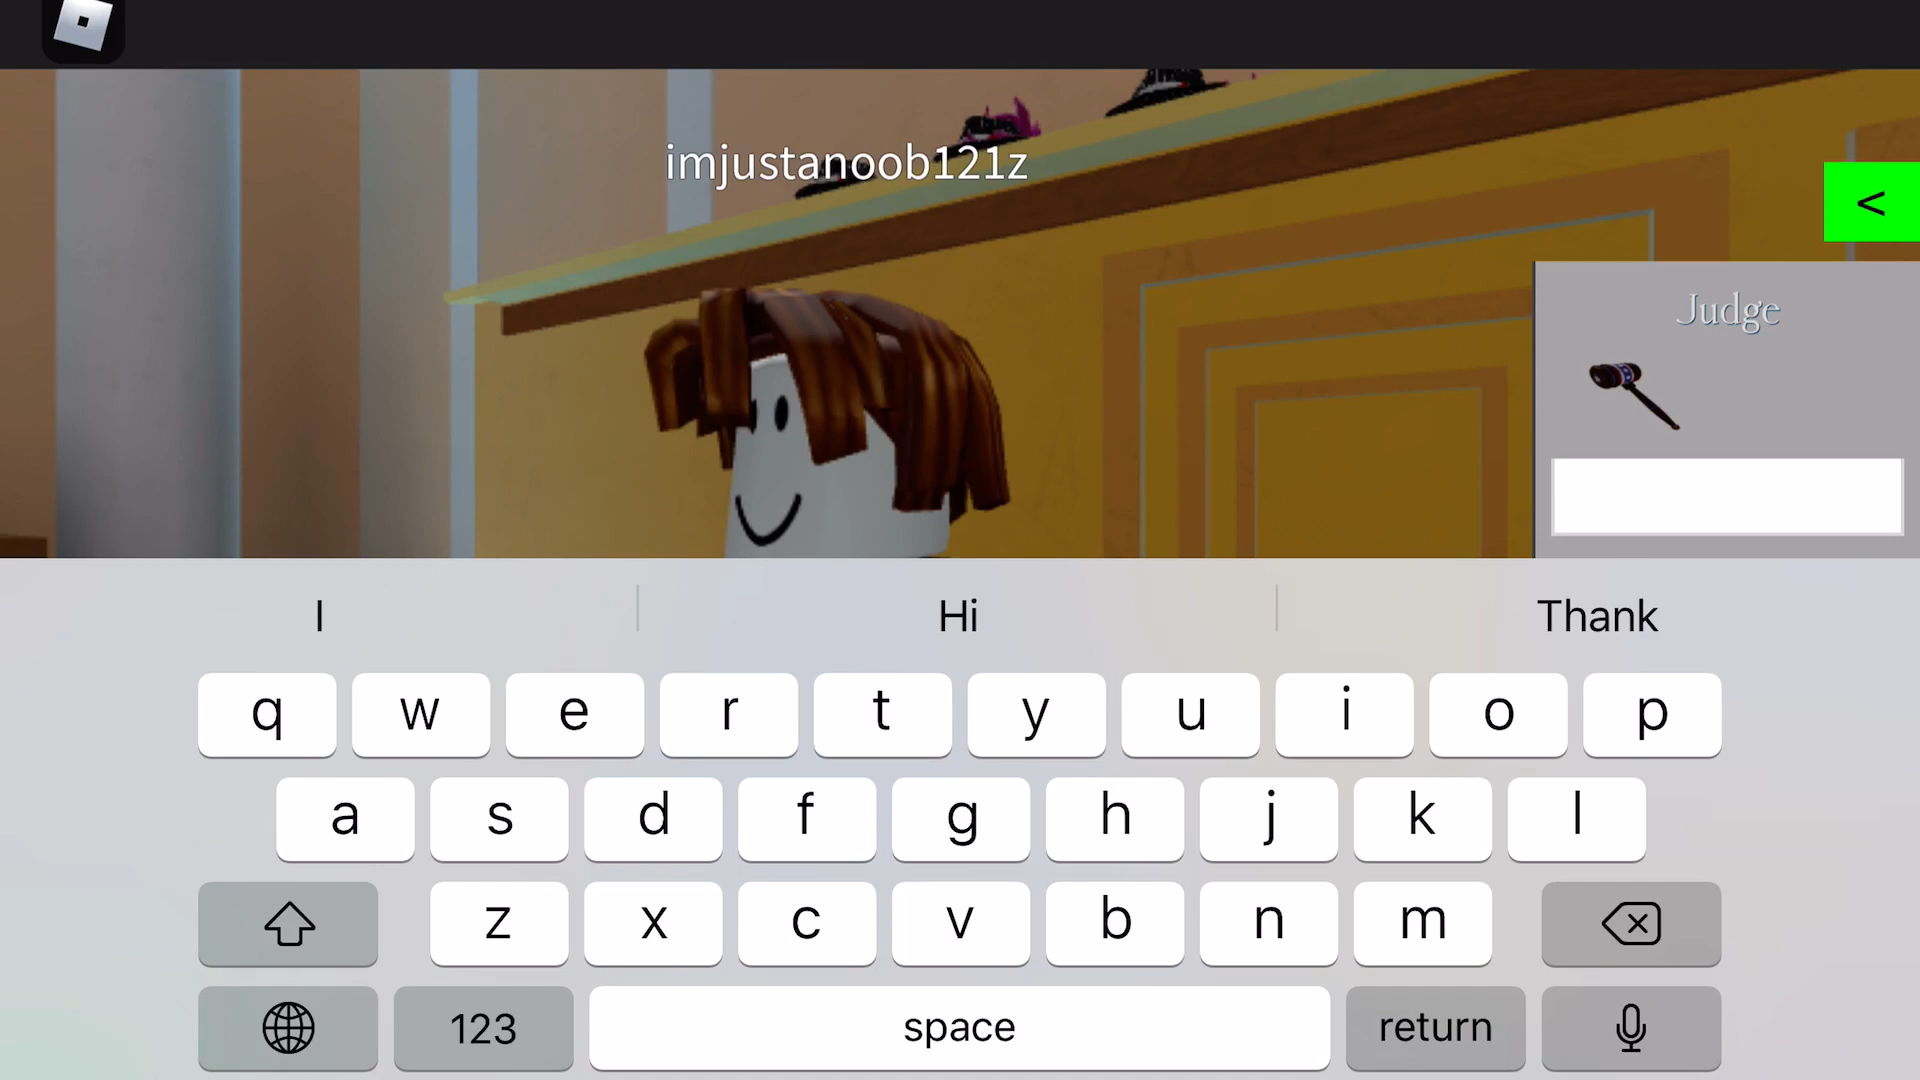 imjustanoob121z
<
Judge
I Hi Thank
q w e r t y u i o p
a s d f g h j k l
z x c v b n m
123 space return